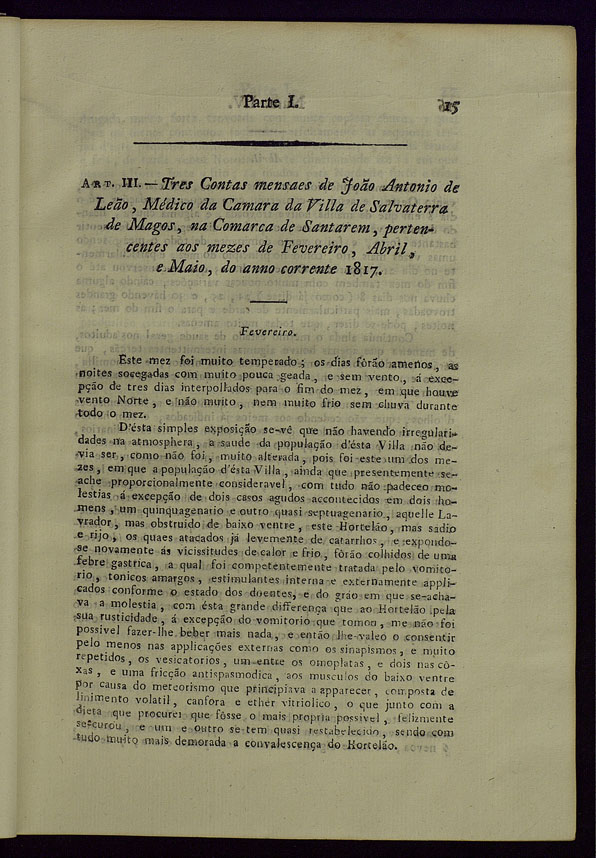 Parte I. 15
ART. III. — Tres Contas mensaes de João Antonio de
Leão, Médico da Camara da Villa de Salvaterra
de Magos, na Comarca de Santarem, perten-
centes aos mezes de Fevereiro, Abril,
e Maio, do anno corrente 1817.
Fevereiro.
Este mez foi muito temperado; os dias fôrão amenos, as
noites socegadas com muito pouca geada, e sem vento, á exce-
pção de tres dias interpollados para o fim do mez, em que houve
vento Norte, e não muito, nem muito frio sem chuva durante
todo o mez.
D'ésta simples exposição se-vê que não havendo irregulari-
dades na atmosphera, a saude da população d'ésta Villa não de-
via ser, como não foi, muito alterada, pois foi este um dos me-
zes, em que a população d'ésta Villa, ainda que presentemente se-
ache proporcionalmente consideravel, com tudo não padeceo mo-
lestias á excepção de dois casos agudos acontecidos em dois ho-
mens, um quinquagenario e outro quasi septuagenario, aquelle La-
vrador, mas obstruido de baixo ventre, este Hortelão, mas sadio
e rijo, os quaes atacados já levemente de catarrhos, e expondo-
se novamente ás vicissitudes de calor e frio, fôrão colhidos de uma
febre gastrica, a qual foi competentemente tratada pelo vomito-
rio, tonicos amargos, estimulantes interna e externamente appli-
cados conforme o estado dos doentes, e do gráo em que se-acha-
va a molestia, com ésta grande differença que ao Hortelão pela
sua rusticidade, á excepção do vomitorio que tomou, me não foi
possivel fazer-lhe beber mais nada, e então lhe-valeo o consentir
pelo menos nas applicações externas como os sinapismos, e muito
repetidos, os vesicatorios, um entre os omoplatas, e dois nas cô-
xas, e uma fricção antispasmodica, aos musculos do baixo ventre
por causa do meteorismo que principiava a apparecer, composta de
linimento volatil, canfora e ether vitriolico, o que junto com a
dieta que procurei que fôsse o mais propria possivel, felizmente
se-curou, e um e outro se tem quasi restabelecido, sendo com
tudo muito mais demorada a convalescença do Hortelão.